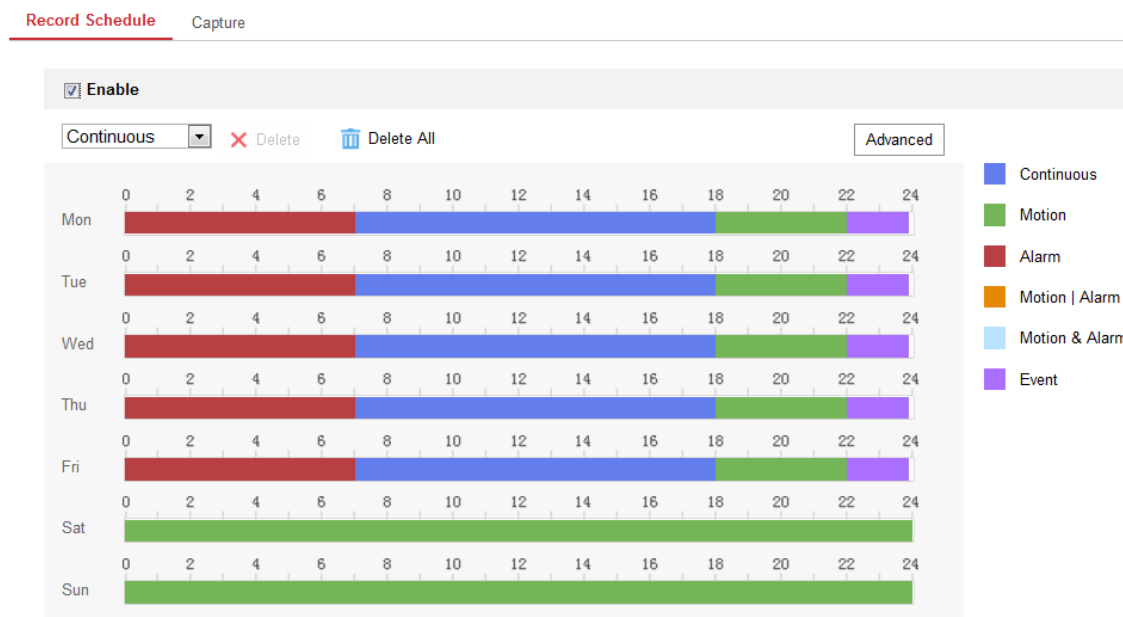 Record Schedule Capture
Enable
Continuous Delete Delete All Advanced
Continuous
Motion
Alarm
Motion | Alarm
Motion & Alarm
Event
0 2 4 6 8 10 12 14 16 18 20 22 24
Mon
0 2 4 6 8 10 12 14 16 18 20 22 24
Tue
0 2 4 6 8 10 12 14 16 18 20 22 24
Wed
0 2 4 6 8 10 12 14 16 18 20 22 24
Thu
0 2 4 6 8 10 12 14 16 18 20 22 24
Fri
0 2 4 6 8 10 12 14 16 18 20 22 24
Sat
0 2 4 6 8 10 12 14 16 18 20 22 24
Sun